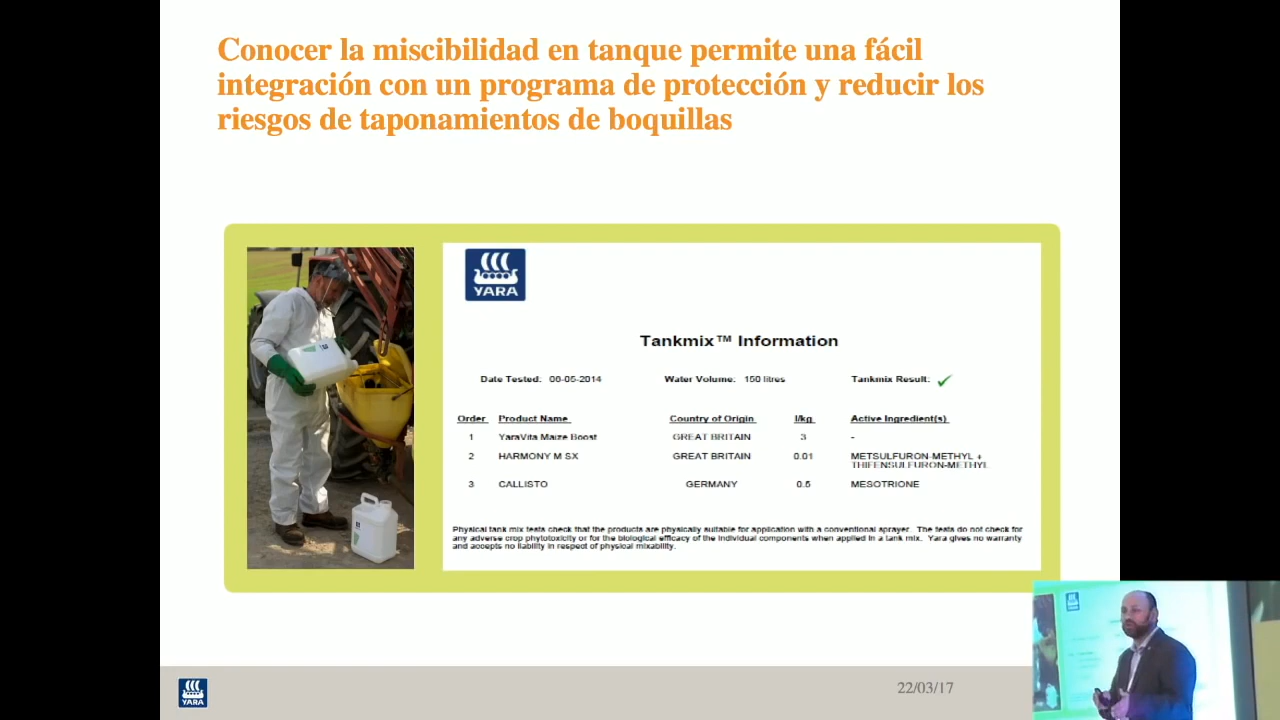 Conocer la miscibilidad en tanque permite una fácil
integración con un programa de protección y reducir los
riesgos de taponamientos de boquillas
YARA
Tankmix™ Information
Date Tested: 06-05-2014 Water Volume: 150 litres Tankmix Result: ✓
Order Product Name Country of Origin l/kg Active Ingredient(s)
1 YaraVita Maize Boost GREAT BRITAIN 3 -
2 HARMONY M SX GREAT BRITAIN 0.01 METSULFURON-METHYL +
THIFENSULFURON-METHYL
3 CALLISTO GERMANY 0.5 MESOTRIONE
Physical tank mix tests check that the products are physically suitable for application with a conventional sprayer. The tests do not check for
any adverse crop phytotoxicity or for the biological efficacy of the individual components when applied in a tank mix. Yara gives no warranty
and accepts no liability in respect of physical mixability.
YARA
22/03/17